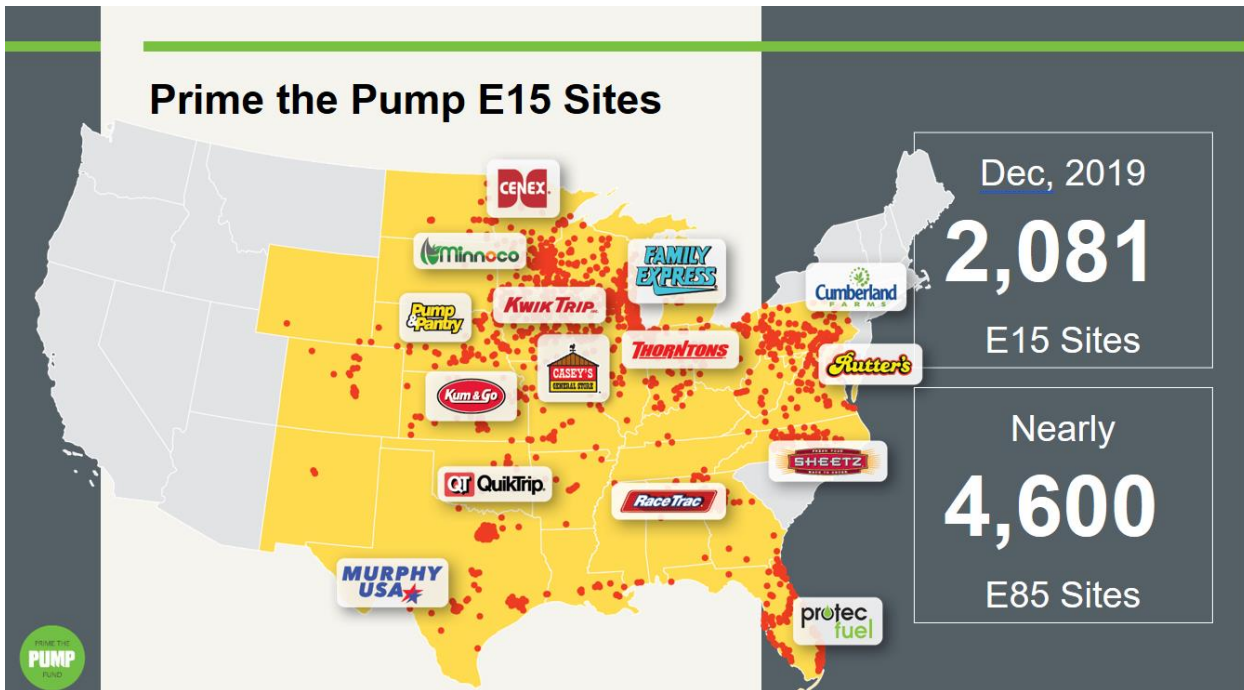 Prime the Pump E15 Sites
CENEX®
Minnoco
FAMILY
EXPRESS
Pump
&Pantry
KWIK TRIP
CASEY'S
GENERAL STORE
THORNTONS
Cumberland
FARMS
Rutter's
Kum & Go
QT QuikTrip
SHEETZ
RaceTrac
MURPHY
USA
protec
fuel
Dec, 2019
2,081
E15 Sites
Nearly
4,600
E85 Sites
PRIME THE
PUMP
FUND